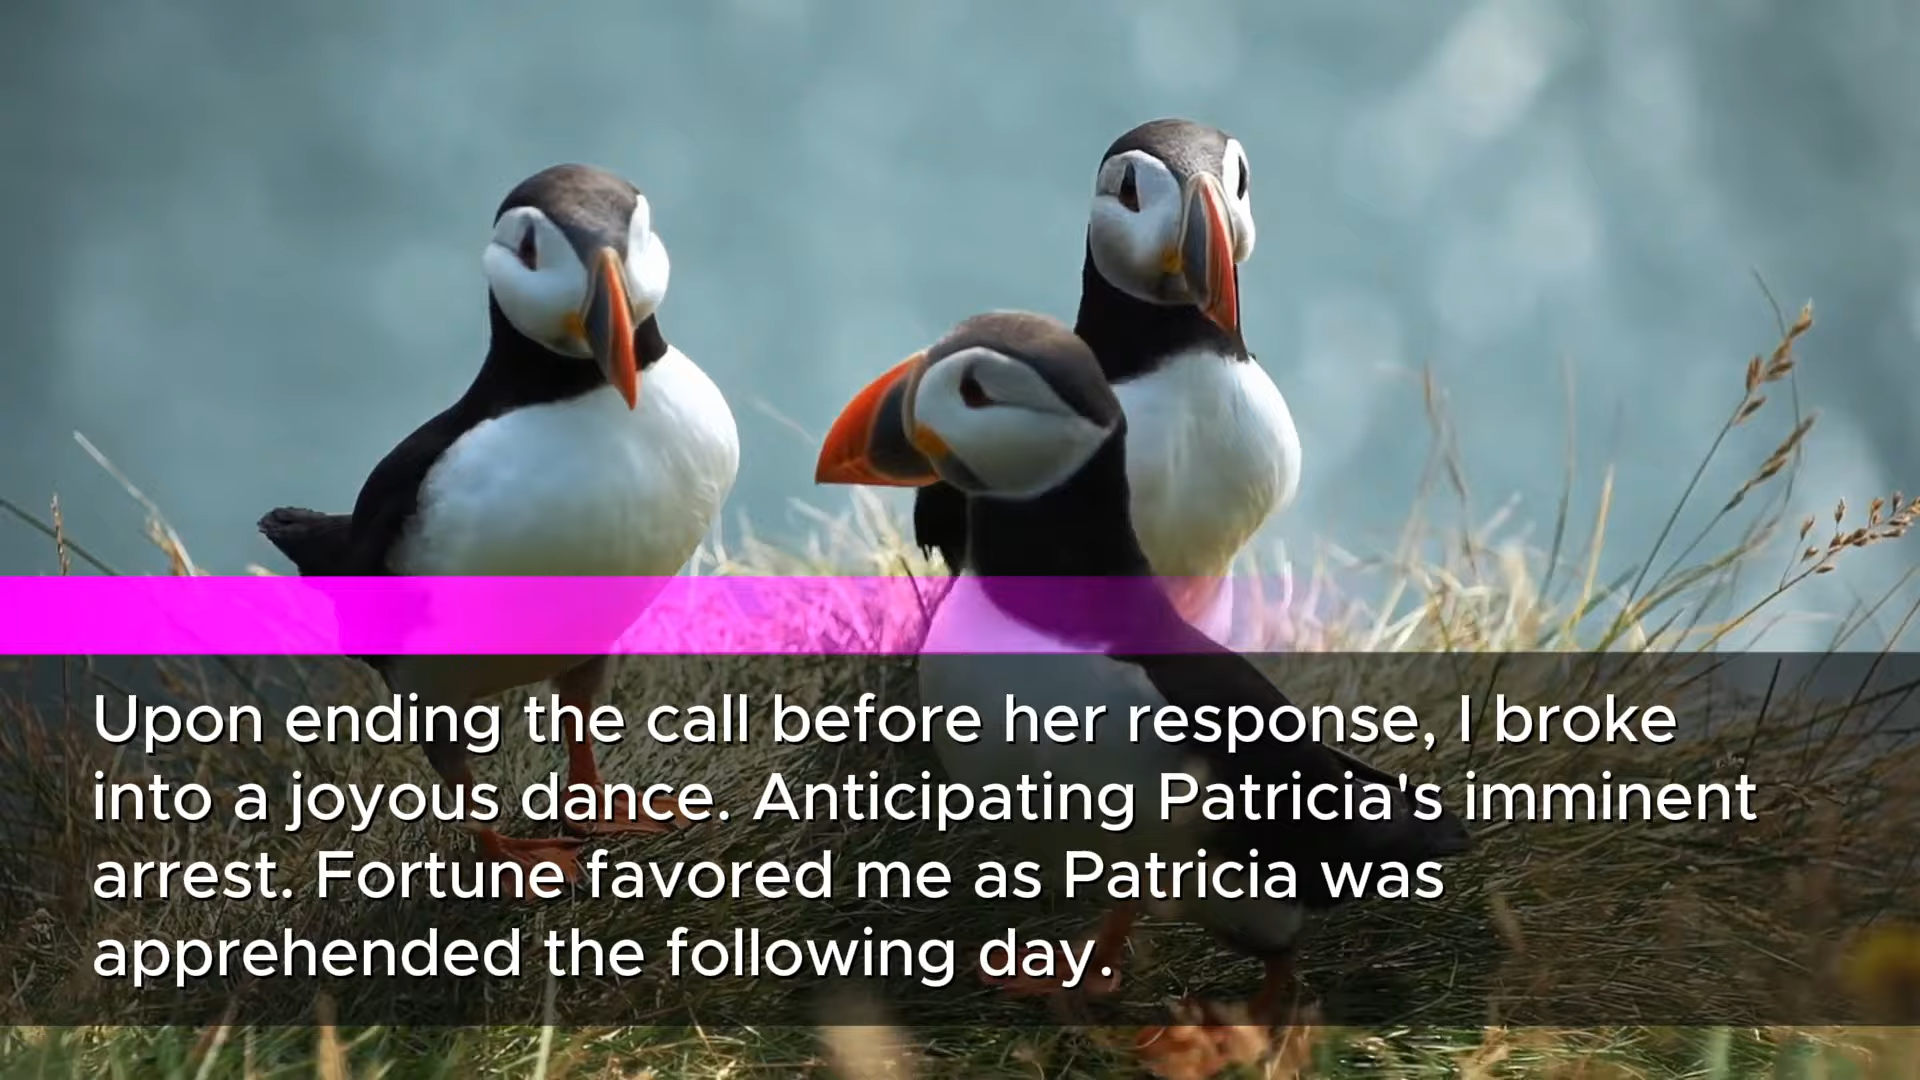 Upon ending the call before her response, I broke
into a joyous dance. Anticipating Patricia's imminent
arrest. Fortune favored me as Patricia was
apprehended the following day.